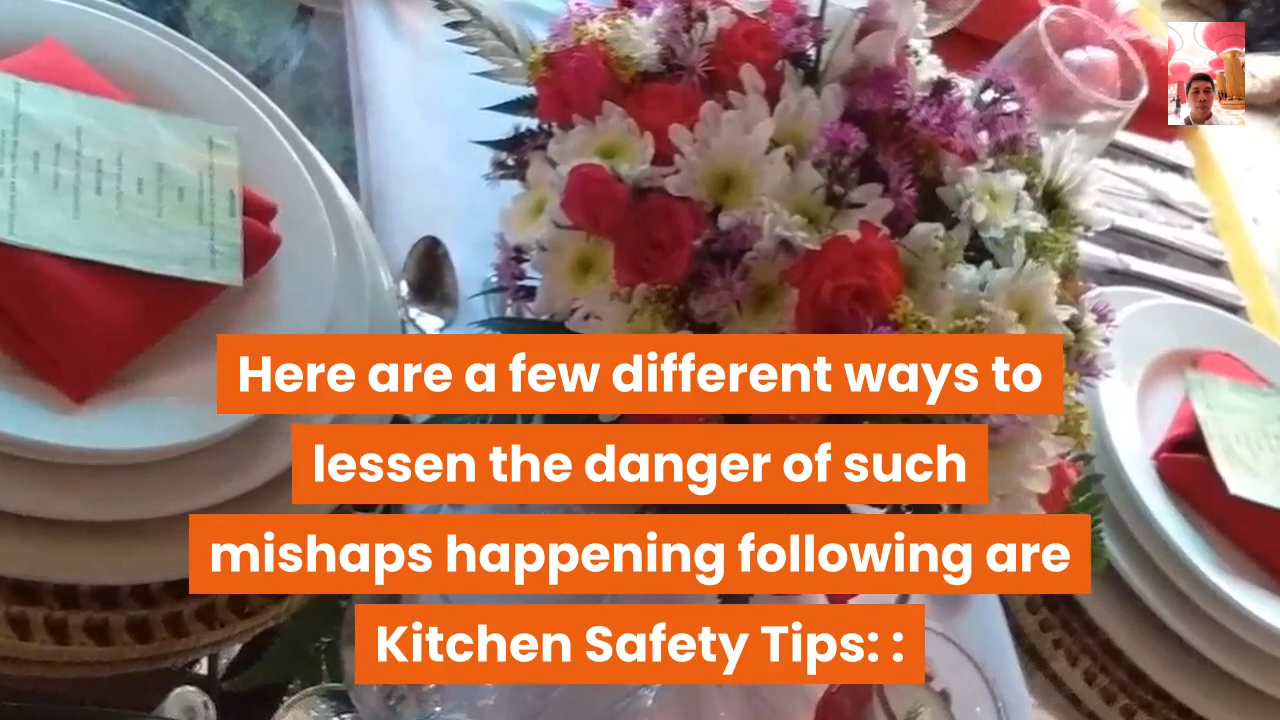 Here are a few different ways to
lessen the danger of such
mishaps happening following are
Kitchen Safety Tips: :